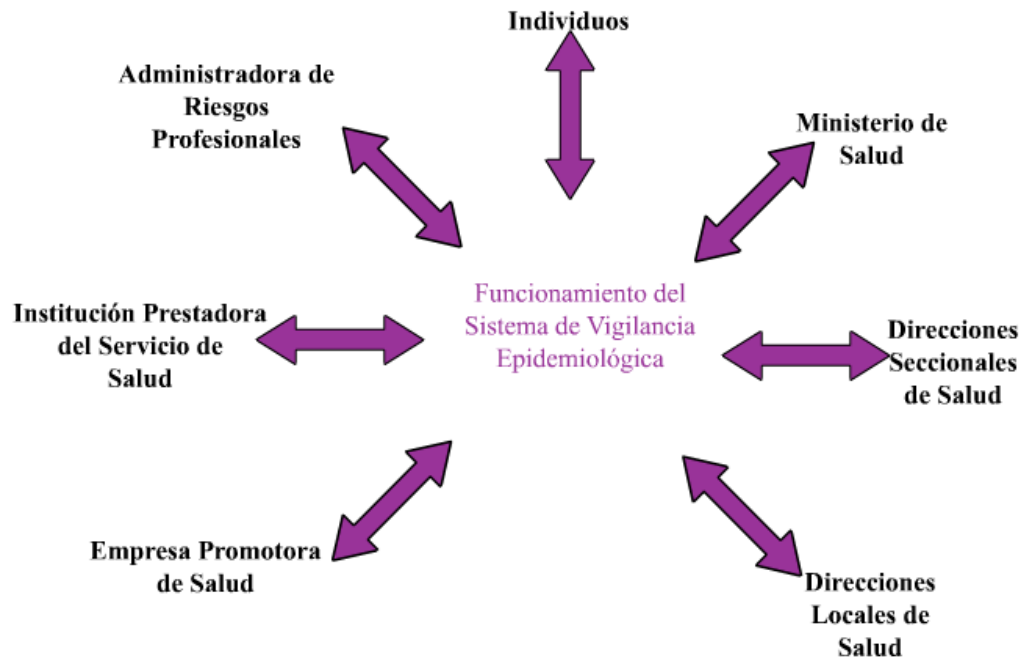 Individuos
Administradora de
Riesgos
Profesionales
Ministerio de
Salud
Institución Prestadora
del Servicio de
Salud
Funcionamiento del
Sistema de Vigilancia
Epidemiológica
Direcciones
Seccionales
de Salud
Empresa Promotora
de Salud
Direcciones
Locales de
Salud